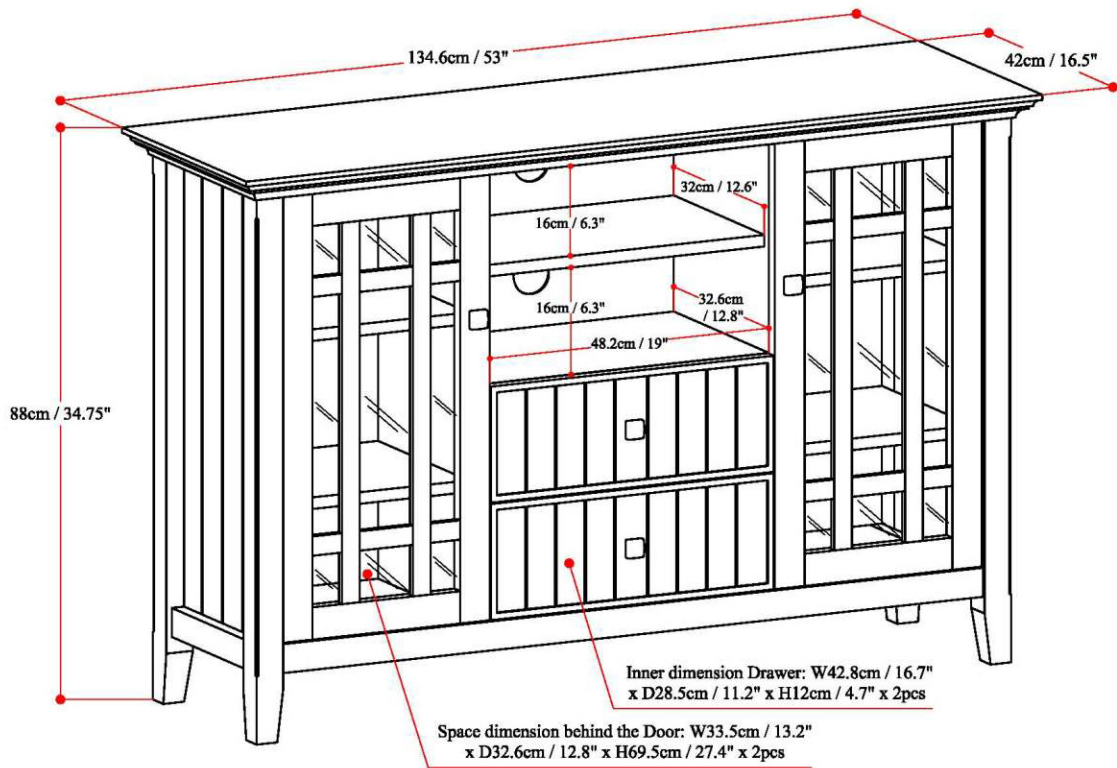 134.6cm / 53"
42cm / 16.5"
32cm / 12.6"
16cm / 6.3"
16cm / 6.3"
32.6cm
/ 12.8"
48.2cm / 19"
88cm / 34.75"
Inner dimension Drawer: W42.8cm / 16.7"
x D28.5cm / 11.2" x H12cm / 4.7" x 2pcs
Space dimension behind the Door: W33.5cm / 13.2"
x D32.6cm / 12.8" x H69.5cm / 27.4" x 2pcs